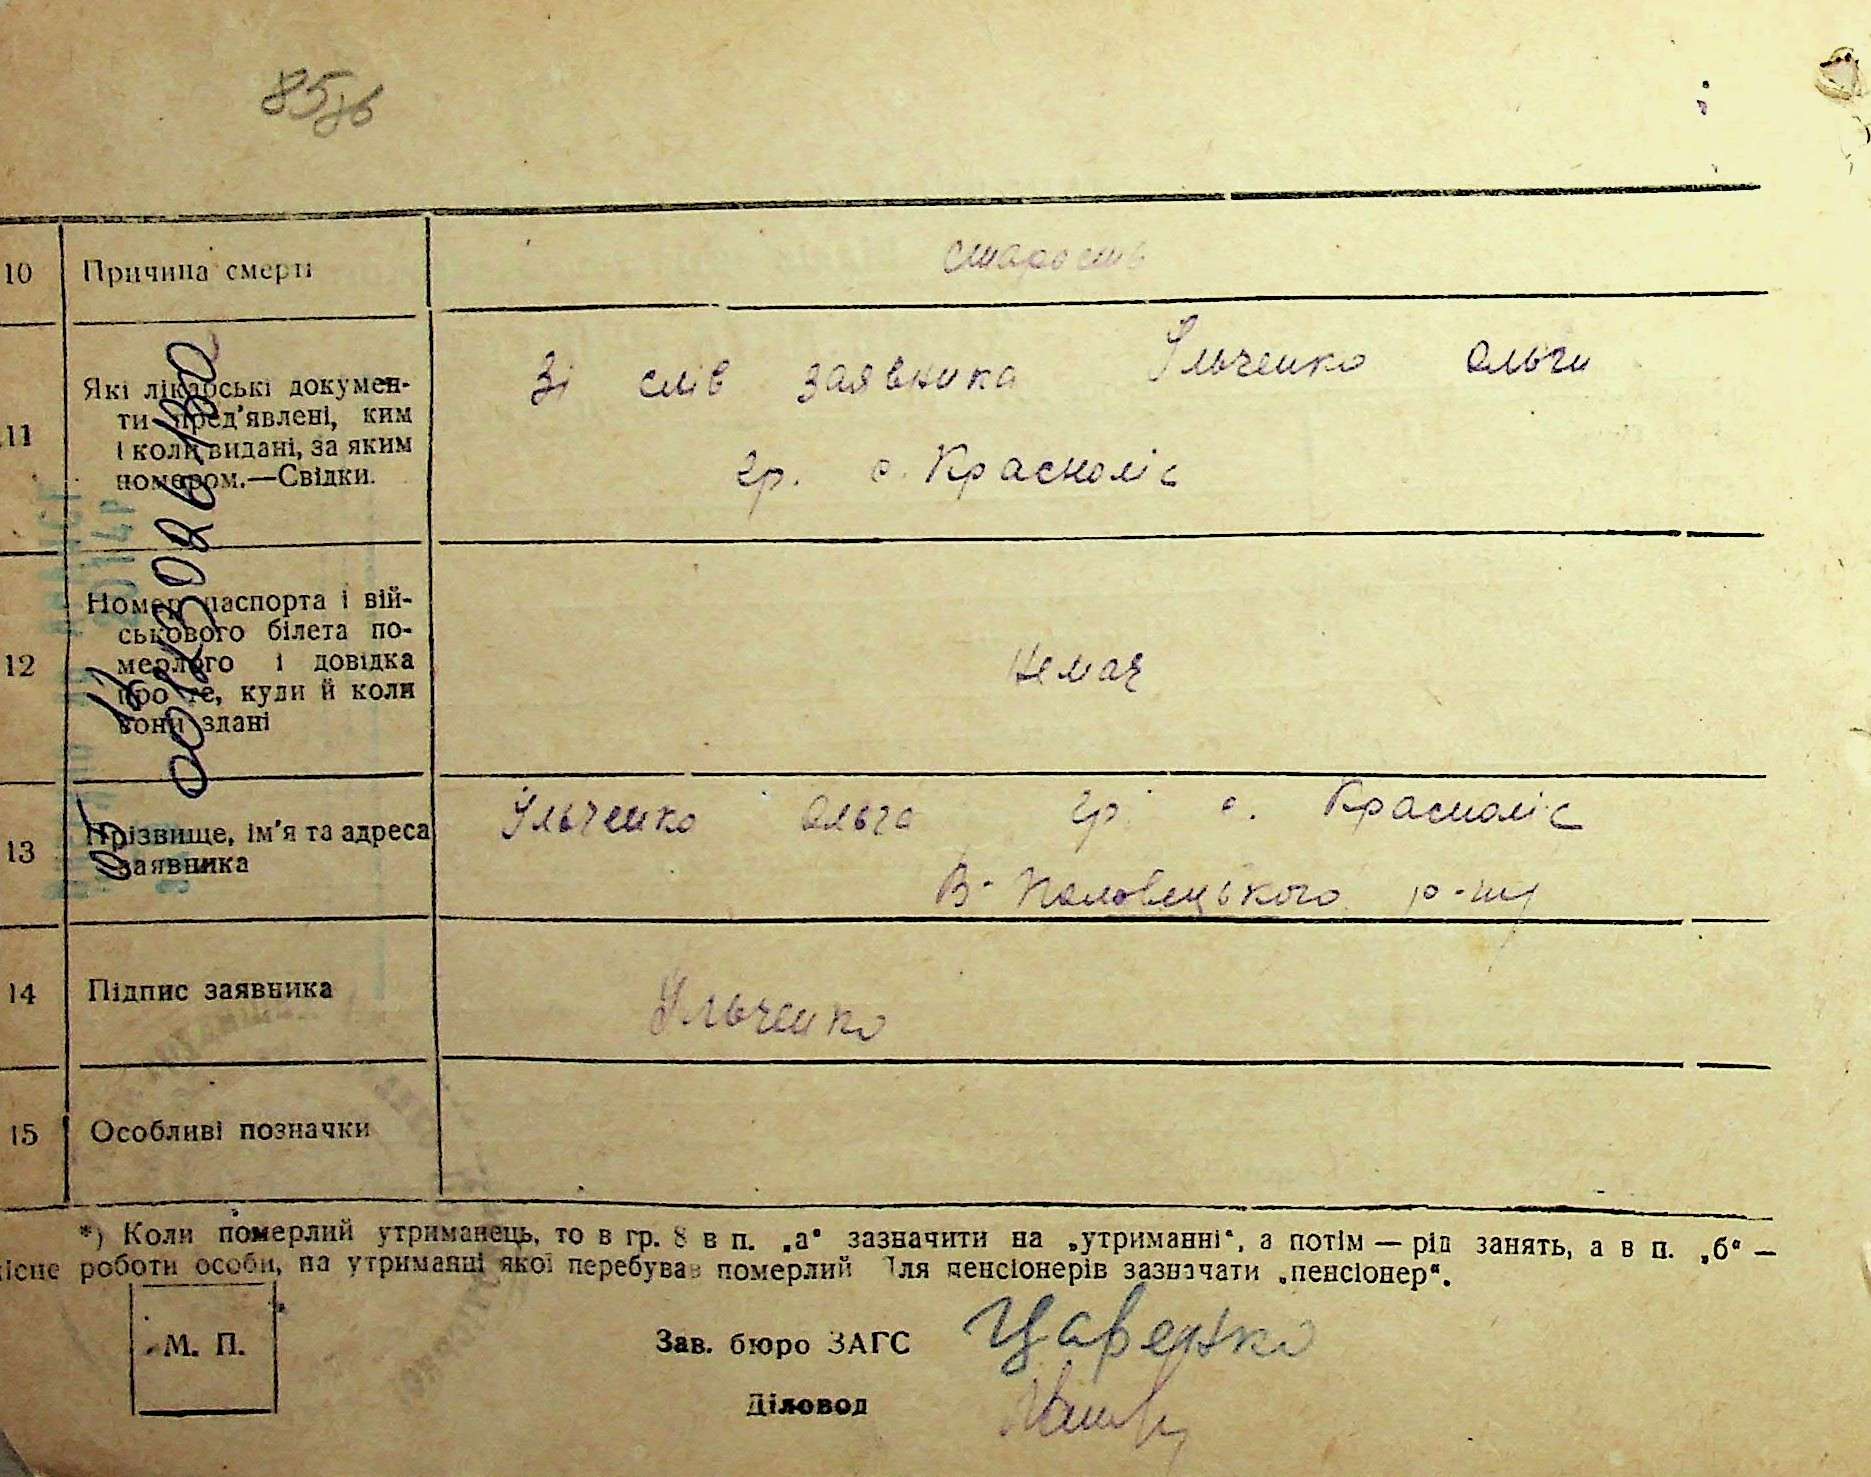 85зв
10 Причина смерти старость
11 Які лікарські докумен-
ти пред'явлені, ким
і коли видані, за яким
номером.—Свідки.
Зі слів заявника Ільченко Ольги
гр. с. Красноліс
12 Номер паспорта і вій-
ськового білета по-
мерлого і довідка
про те, куди й коли
вони здані
немає
13 Прізвище, ім'я та адреса
заявника
Ільченко Ольга гр. с. Красноліс
В-Половецького р-ну
14 Підпис заявника Ільченко
15 Особливі позначки
*) Коли померлий утриманець, то в гр. 8 в п. „а“ зазначити на „утриманні“, а потім — рід занять, а в п. „б“ —
місце роботи особи, на утриманні якої перебував померлий Для пенсіонерів зазначати „пенсіонер“.
М. П.
Зав. бюро ЗАГС
Діловод